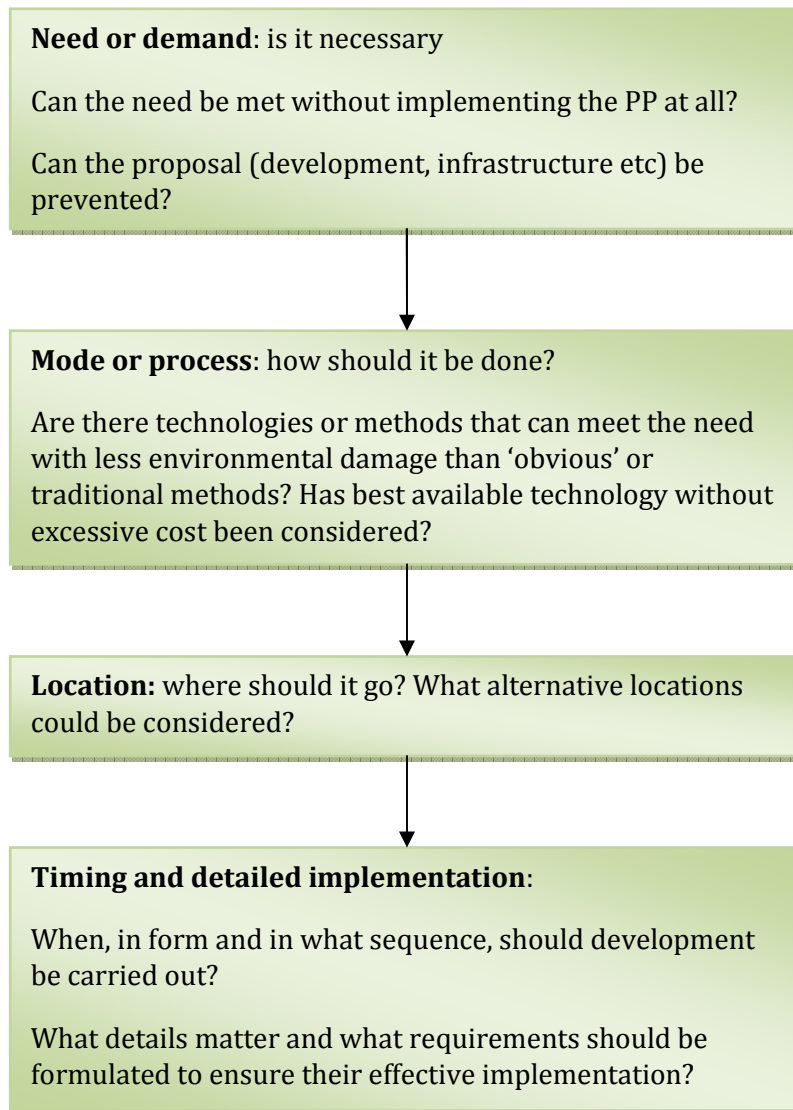 Need or demand: is it necessary
Can the need be met without implementing the PP at all?
Can the proposal (development, infrastructure etc) be
prevented?
Mode or process: how should it be done?
Are there technologies or methods that can meet the need
with less environmental damage than ‘obvious’ or
traditional methods? Has best available technology without
excessive cost been considered?
Location: where should it go? What alternative locations
could be considered?
Timing and detailed implementation:
When, in form and in what sequence, should development
be carried out?
What details matter and what requirements should be
formulated to ensure their effective implementation?